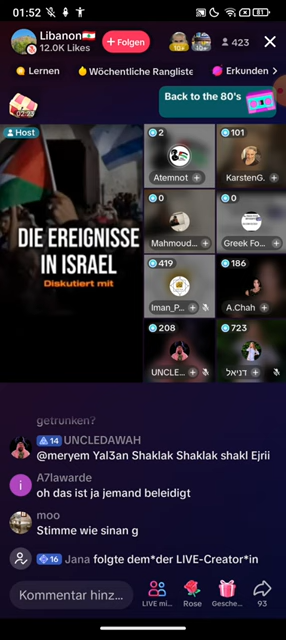 01:52
81
Libanon🇱🇧
12.0K Likes
+ Folgen
10+
10+
423
Lernen
Wöchentliche Rangliste
Erkunden
02:23
Back to the 80's
Host
DIE EREIGNISSE
IN ISRAEL
Diskutiert mit
2
Atemnot
101
KarstenG.
0
Mahmoud...
0
Greek Fo...
419
Iman_P...
186
A.Chah
208
UNCLE...
723
דניאל
getrunken?
14 UNCLEDAWAH
@meryem Yal3an Shaklak Shaklak shakl Ejrii
A7lawarde
oh das ist ja jemand beleidigt
moo
Stimme wie sinan g
16 Jana folgte dem*der LIVE-Creator*in
Kommentar hinz...
LIVE mi...
Rose
Gesche...
93